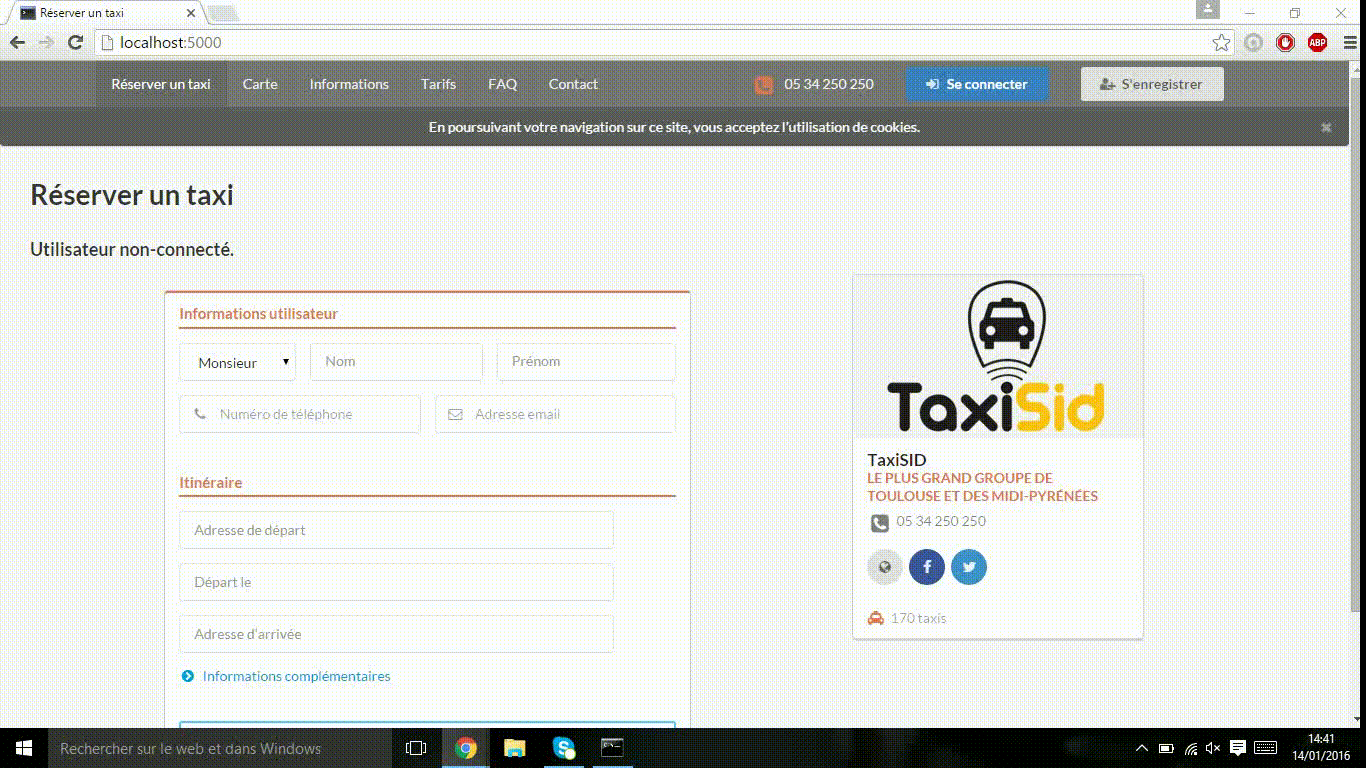 Réserver un taxi
localhost:5000
ABP
Réserver un taxi Carte Informations Tarifs FAQ Contact 05 34 250 250 Se connecter S'enregistrer
En poursuivant votre navigation sur ce site, vous acceptez l'utilisation de cookies.
Réserver un taxi
Utilisateur non-connecté.
Informations utilisateur
Monsieur Nom Prénom
Numéro de téléphone Adresse email
Itinéraire
Adresse de départ
Départ le
Adresse d'arrivée
Informations complémentaires
TaxiSid
TaxiSID
LE PLUS GRAND GROUPE DE
TOULOUSE ET DES MIDI-PYRÉNÉES
05 34 250 250
170 taxis
Rechercher sur le web et dans Windows
14:41
14/01/2016